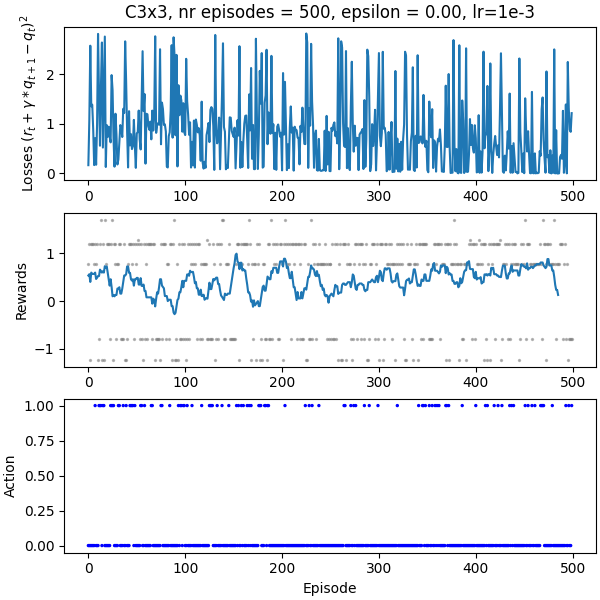 C3x3, nr episodes = 500, epsilon = 0.00, lr=1e-3
Losses (r_t + γ * q_{t+1} − q_t)^2
2
1
0
0 100 200 300 400 500
Rewards
1
0
−1
0 100 200 300 400 500
Action
1.00
0.75
0.50
0.25
0.00
0 100 200 300 400 500
Episode